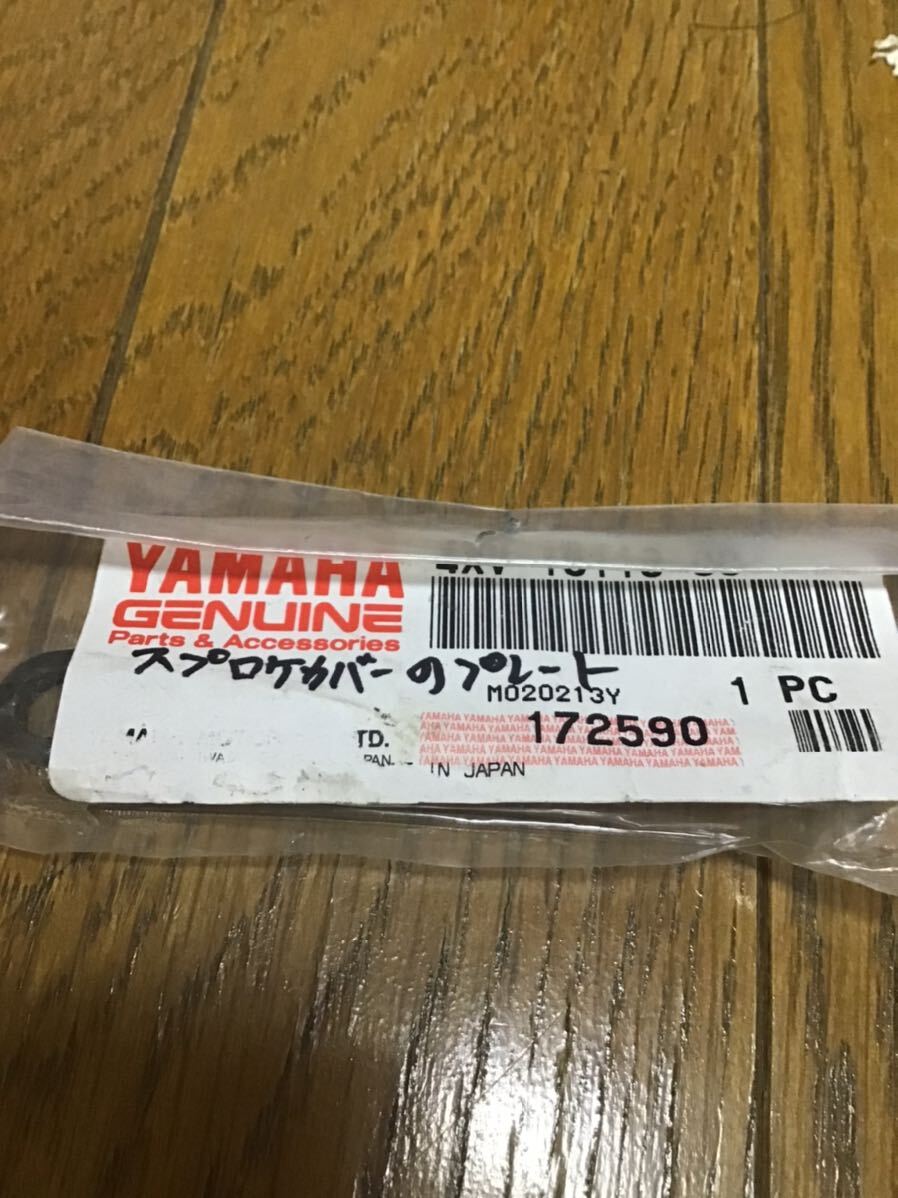 YAMAHA
GENUINE
Parts & Accessories
スプロケカバーのプレート
M020213Y
1 PC
172590
TD.
IN JAPAN